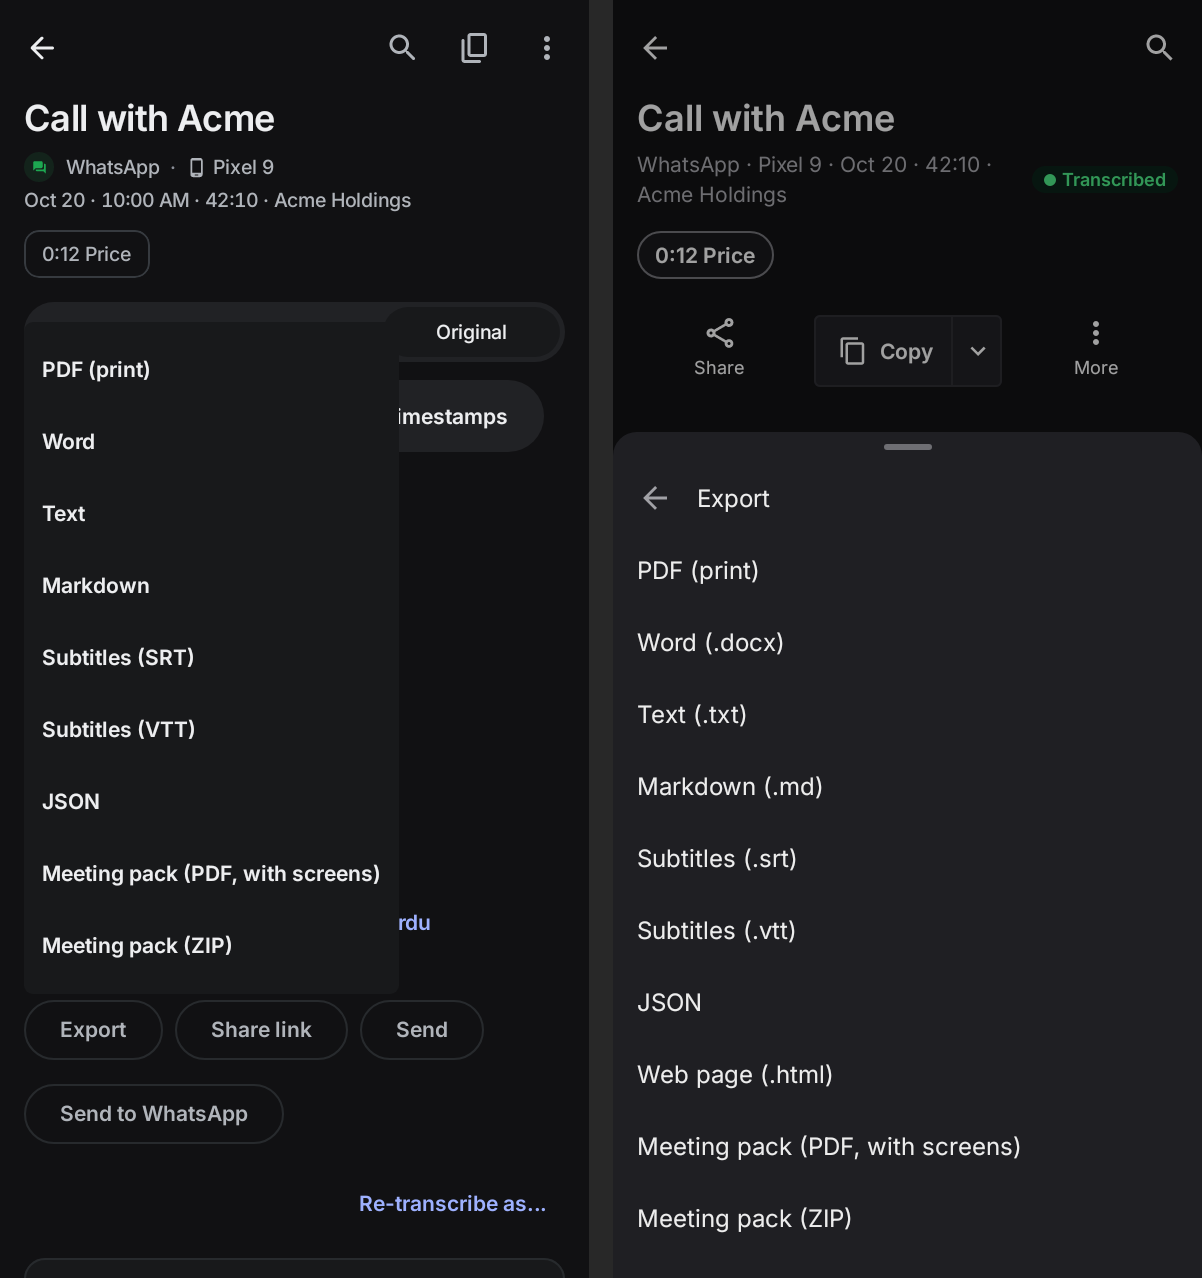 Call with Acme
WhatsApp · Pixel 9
Oct 20 · 10:00 AM · 42:10 · Acme Holdings
0:12 Price
Original
PDF (print)
imestamps
Word
Text
Markdown
Subtitles (SRT)
Subtitles (VTT)
JSON
Meeting pack (PDF, with screens)
rdu
Meeting pack (ZIP)
Export
Share link
Send
Send to WhatsApp
Re-transcribe as...
Call with Acme
WhatsApp · Pixel 9 · Oct 20 · 42:10 ·
Acme Holdings
Transcribed
0:12 Price
Share
Copy
More
Export
PDF (print)
Word (.docx)
Text (.txt)
Markdown (.md)
Subtitles (.srt)
Subtitles (.vtt)
JSON
Web page (.html)
Meeting pack (PDF, with screens)
Meeting pack (ZIP)